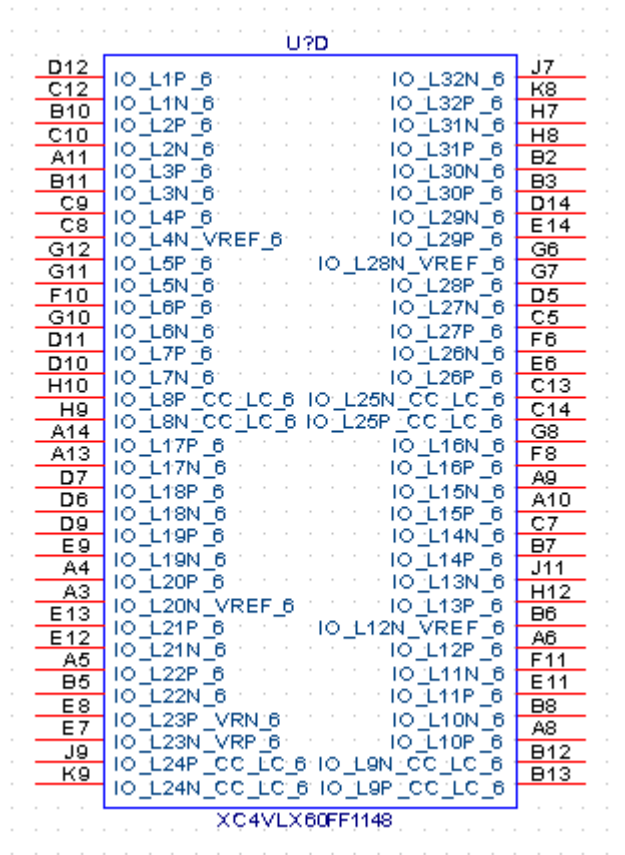 U?D
D12 IO_L1P_6 IO_L32N_6 J7
C12 IO_L1N_6 IO_L32P_6 K8
B10 IO_L2P_6 IO_L31N_6 H7
C10 IO_L2N_6 IO_L31P_6 H8
A11 IO_L3P_6 IO_L30N_6 B2
B11 IO_L3N_6 IO_L30P_6 B3
C9 IO_L4P_6 IO_L29N_6 D14
C8 IO_L4N_VREF_6 IO_L29P_6 E14
G12 IO_L5P_6 IO_L28N_VREF_6 G6
G11 IO_L5N_6 IO_L28P_6 G7
F10 IO_L6P_6 IO_L27N_6 D5
G10 IO_L6N_6 IO_L27P_6 C5
D11 IO_L7P_6 IO_L26N_6 F6
D10 IO_L7N_6 IO_L26P_6 E6
H10 IO_L8P_CC_LC_6 IO_L25N_CC_LC_6 C13
H9 IO_L8N_CC_LC_6 IO_L25P_CC_LC_6 C14
A14 IO_L17P_6 IO_L16N_6 G8
A13 IO_L17N_6 IO_L16P_6 F8
D7 IO_L18P_6 IO_L15N_6 A9
D6 IO_L18N_6 IO_L15P_6 A10
D9 IO_L19P_6 IO_L14N_6 C7
E9 IO_L19N_6 IO_L14P_6 B7
A4 IO_L20P_6 IO_L13N_6 J11
A3 IO_L20N_VREF_6 IO_L13P_6 H12
E13 IO_L21P_6 IO_L12N_VREF_6 B6
E12 IO_L21N_6 IO_L12P_6 A6
A5 IO_L22P_6 IO_L11N_6 F11
B5 IO_L22N_6 IO_L11P_6 E11
E8 IO_L23P_VRN_6 IO_L10N_6 B8
E7 IO_L23N_VRP_6 IO_L10P_6 A8
J9 IO_L24P_CC_LC_6 IO_L9N_CC_LC_6 B12
K9 IO_L24N_CC_LC_6 IO_L9P_CC_LC_6 B13
XC4VLX60FF1148